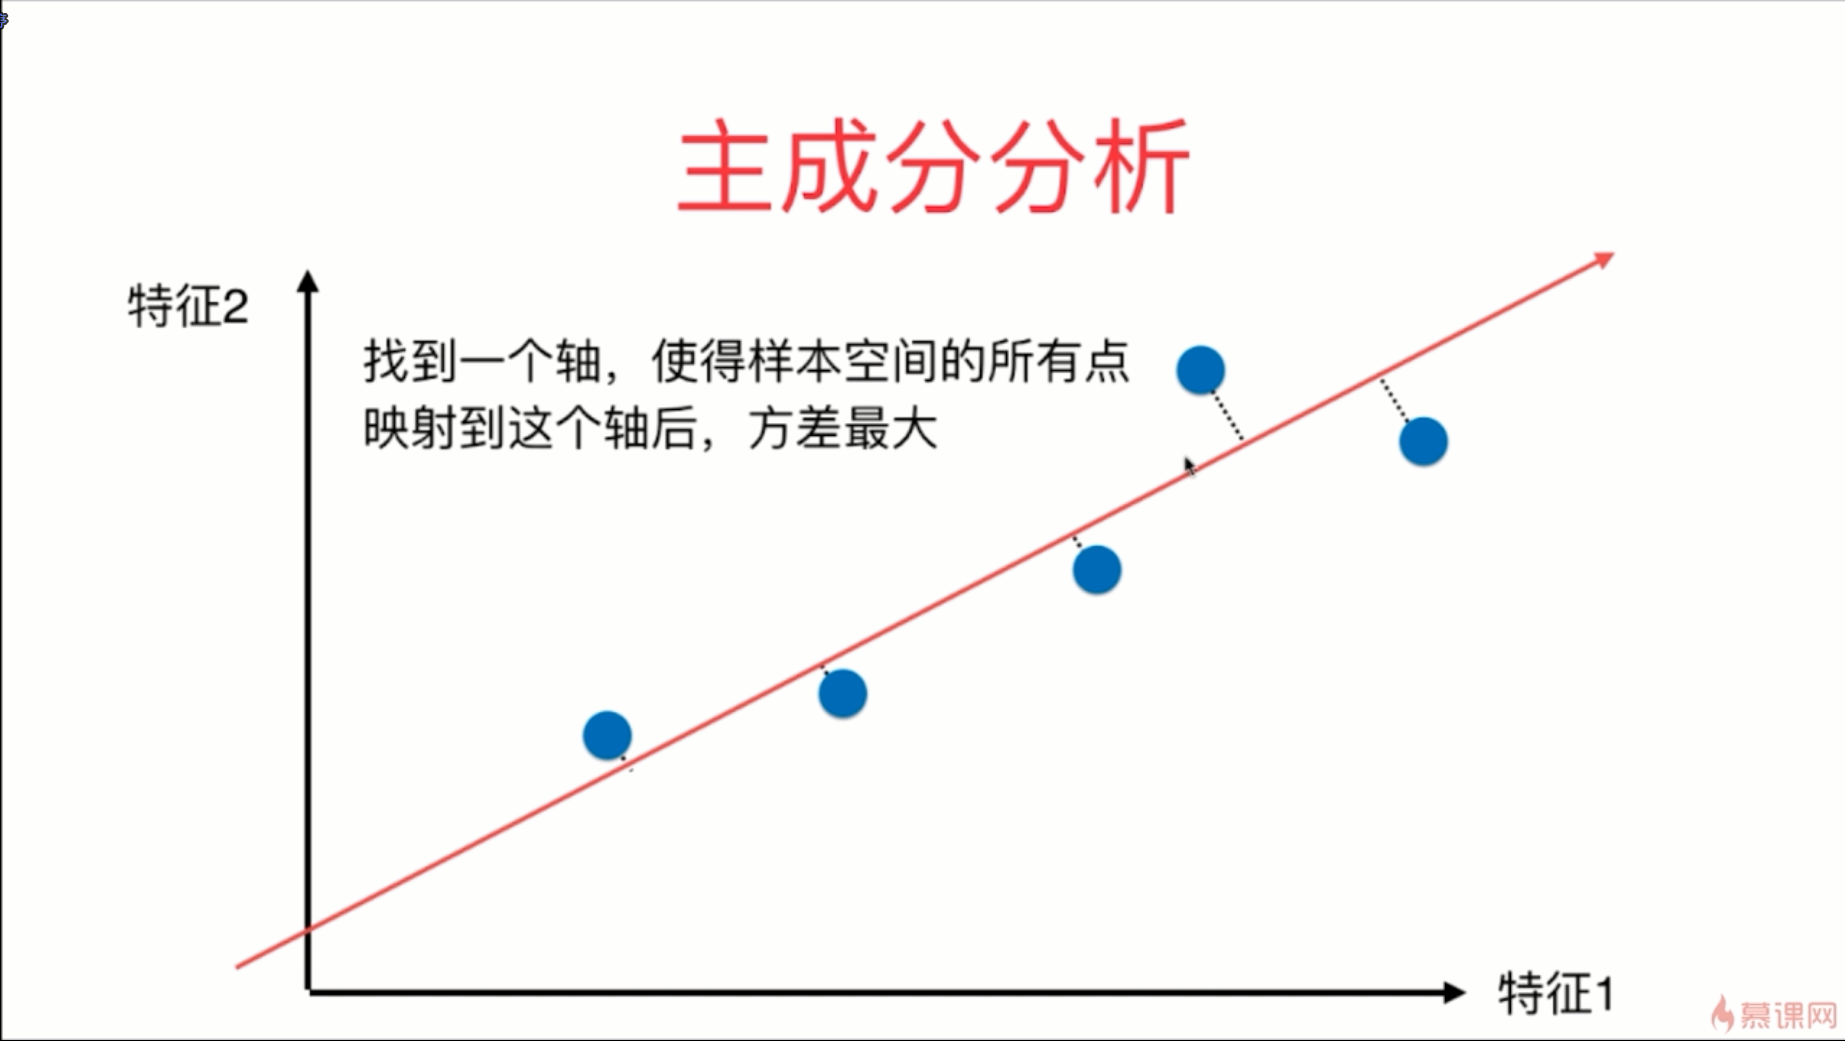 主成分分析
特征2
找到一个轴，使得样本空间的所有点
映射到这个轴后，方差最大
特征1
慕课网